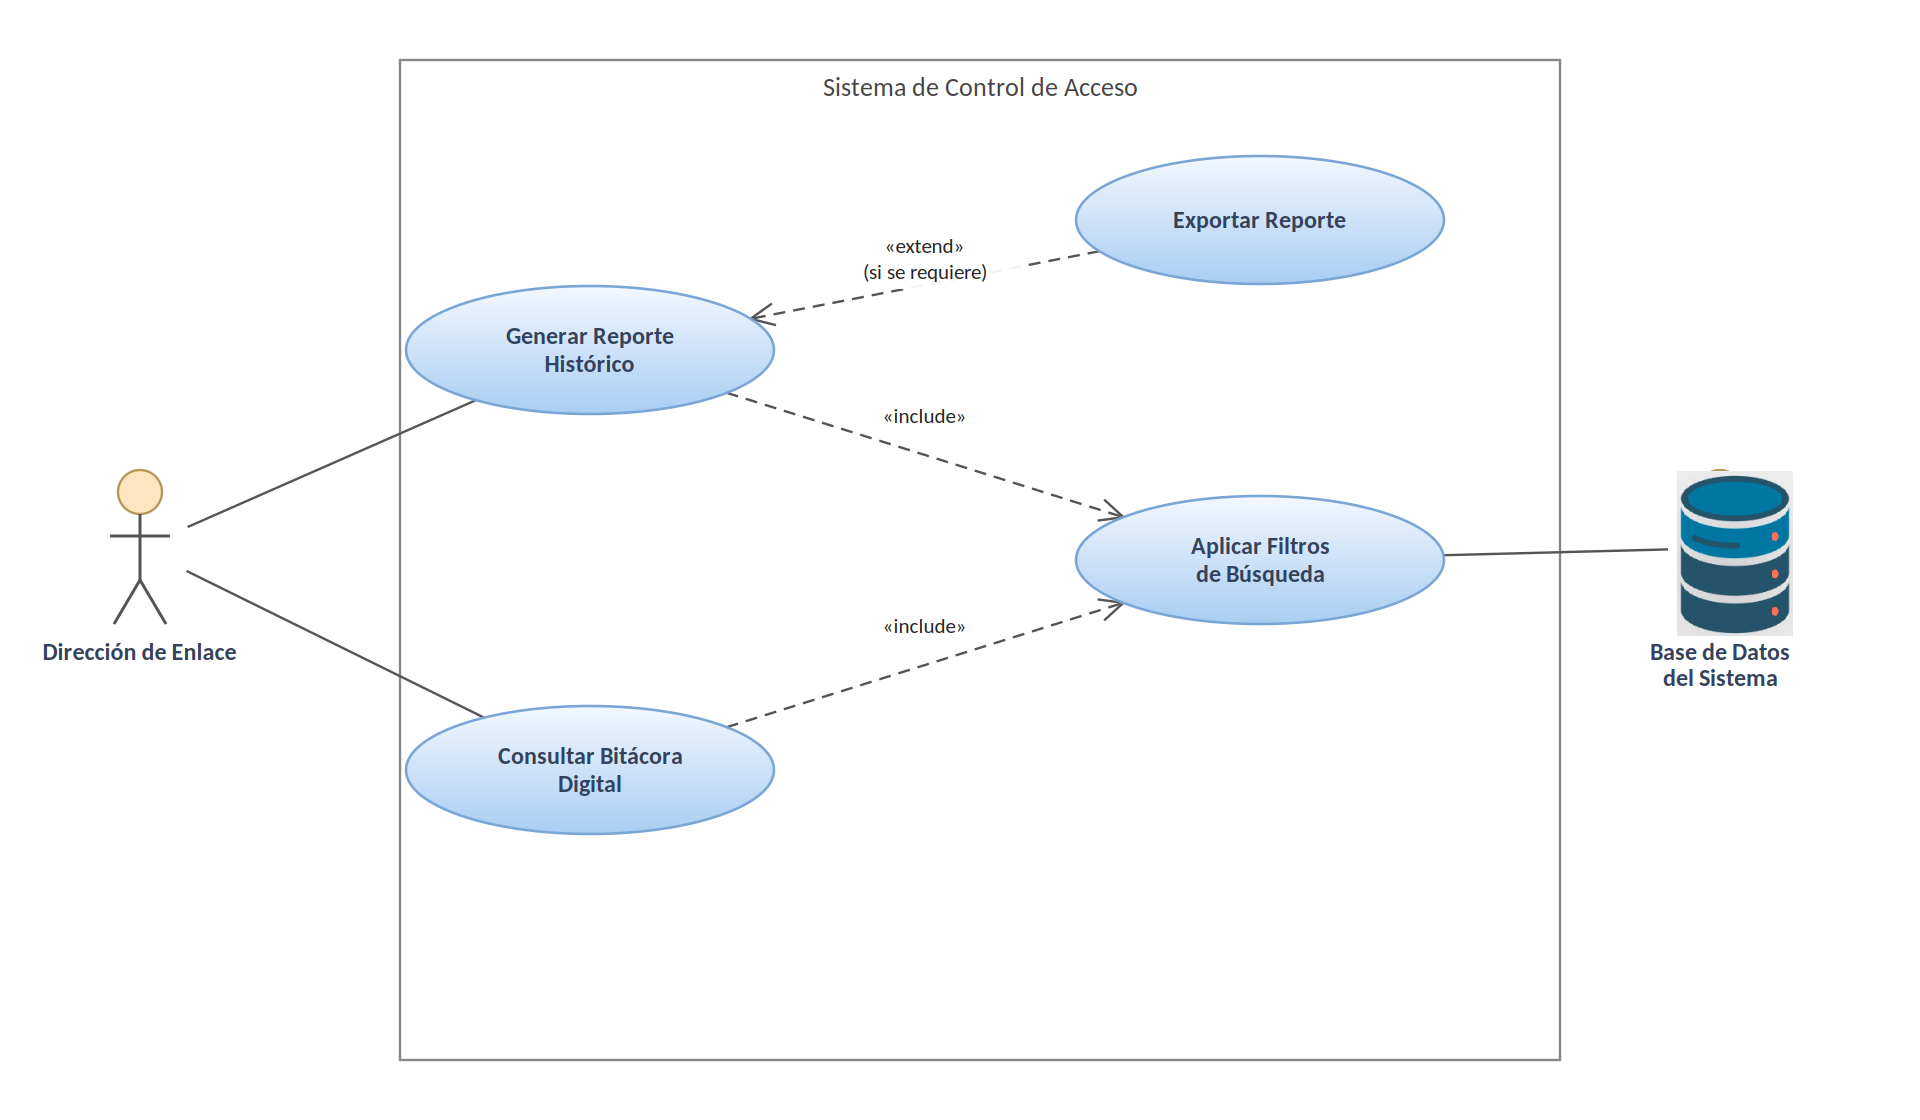 Sistema de Control de Acceso
Exportar Reporte
«extend»
(si se requiere)
Generar Reporte
Histórico
«include»
Aplicar Filtros
de Búsqueda
«include»
Dirección de Enlace
Base de Datos
del Sistema
Consultar Bitácora
Digital